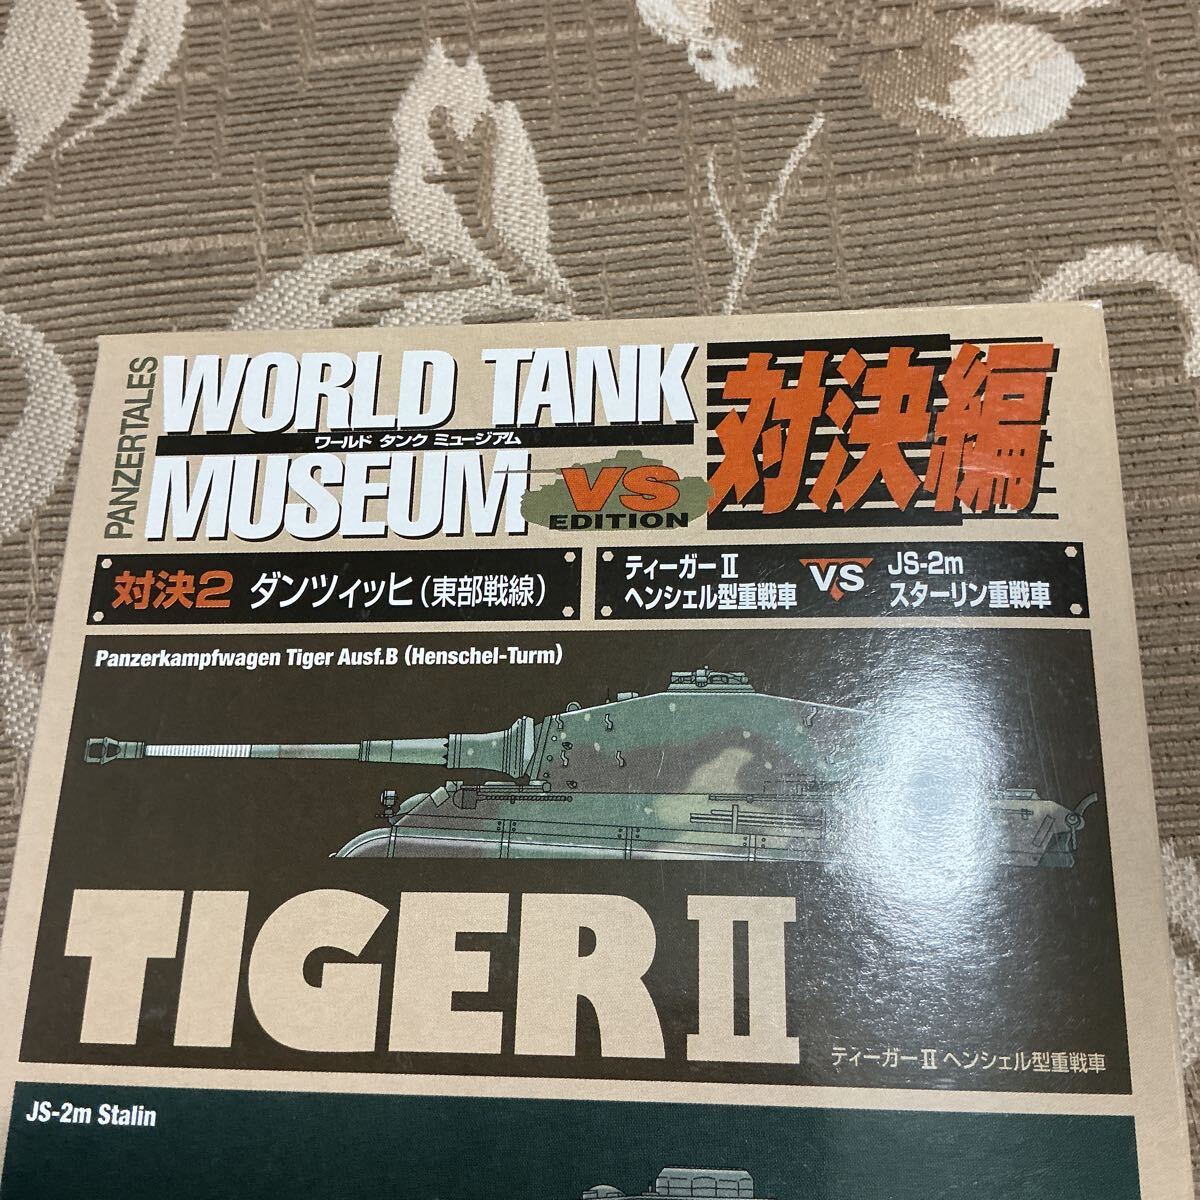 PANZERTALES
WORLD TANK
ワールド タンク ミュージアム
MUSEUM
VS
EDITION
対決編
対決2 ダンツィッヒ(東部戦線)
ティーガーⅡ
ヘンシェル型重戦車
VS
JS-2m
スターリン重戦車
Panzerkampfwagen Tiger Ausf.B (Henschel-Turm)
TIGER Ⅱ
ティーガーⅡ ヘンシェル型重戦車
JS-2m Stalin